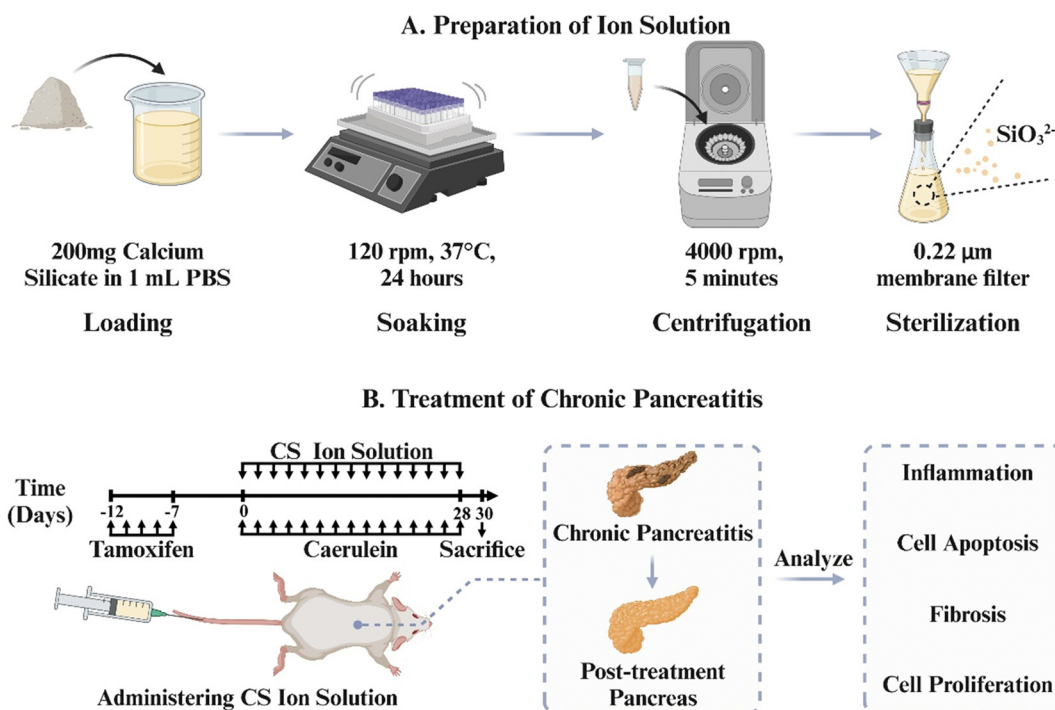 A. Preparation of Ion Solution
SiO₃²⁻
200mg Calcium
Silicate in 1 mL PBS
120 rpm, 37°C,
24 hours
4000 rpm,
5 minutes
0.22 μm
membrane filter
Loading
Soaking
Centrifugation
Sterilization
B. Treatment of Chronic Pancreatitis
CS Ion Solution
Time
(Days)
-12
-7
0
28
30
Tamoxifen
Caerulein
Sacrifice
Administering CS Ion Solution
Chronic Pancreatitis
Post-treatment
Pancreas
Analyze
Inflammation
Cell Apoptosis
Fibrosis
Cell Proliferation